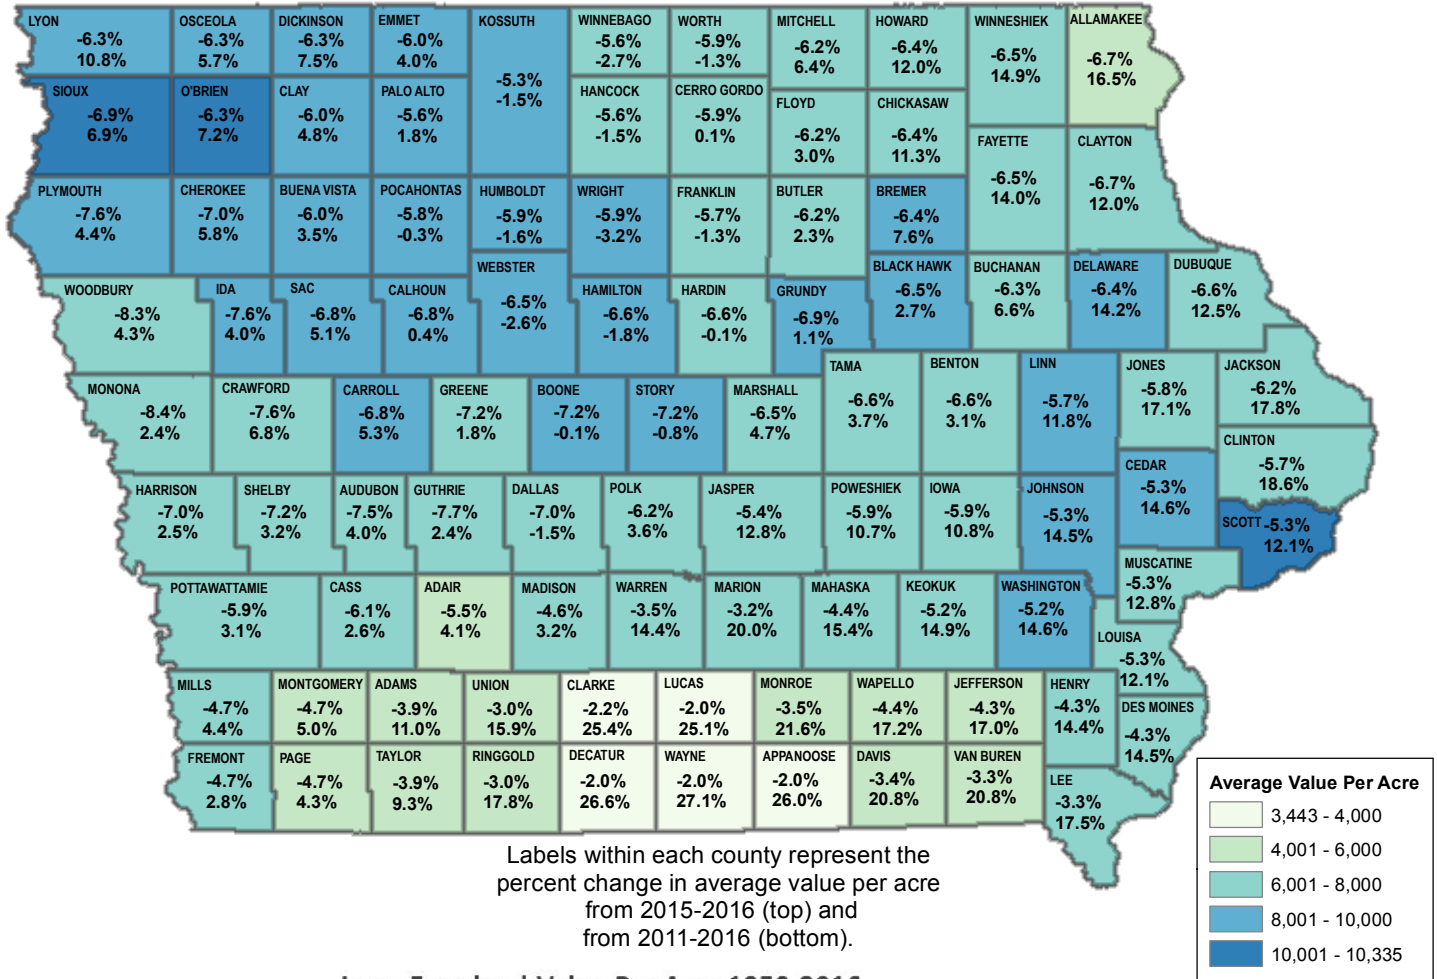 LYON
-6.3%
10.8%
OSCEOLA
-6.3%
5.7%
DICKINSON
-6.3%
7.5%
EMMET
-6.0%
4.0%
KOSSUTH
-5.3%
-1.5%
WINNEBAGO
-5.6%
-2.7%
WORTH
-5.9%
-1.3%
MITCHELL
-6.2%
6.4%
HOWARD
-6.4%
12.0%
WINNESHIEK
-6.5%
14.9%
ALLAMAKEE
-6.7%
16.5%
SIOUX
-6.9%
6.9%
O'BRIEN
-6.3%
7.2%
CLAY
-6.0%
4.8%
PALO ALTO
-5.6%
1.8%
HANCOCK
-5.6%
-1.5%
CERRO GORDO
-5.9%
0.1%
FLOYD
-6.2%
3.0%
CHICKASAW
-6.4%
11.3%
FAYETTE
-6.5%
14.0%
CLAYTON
-6.7%
12.0%
PLYMOUTH
-7.6%
4.4%
CHEROKEE
-7.0%
5.8%
BUENA VISTA
-6.0%
3.5%
POCAHONTAS
-5.8%
-0.3%
HUMBOLDT
-5.9%
-1.6%
WRIGHT
-5.9%
-3.2%
FRANKLIN
-5.7%
-1.3%
BUTLER
-6.2%
2.3%
BREMER
-6.4%
7.6%
WOODBURY
-8.3%
4.3%
IDA
-7.6%
4.0%
SAC
-6.8%
5.1%
CALHOUN
-6.8%
0.4%
WEBSTER
-6.5%
-2.6%
HAMILTON
-6.6%
-1.8%
HARDIN
-6.6%
-0.1%
GRUNDY
-6.9%
1.1%
BLACK HAWK
-6.5%
2.7%
BUCHANAN
-6.3%
6.6%
DELAWARE
-6.4%
14.2%
DUBUQUE
-6.6%
12.5%
MONONA
-8.4%
2.4%
CRAWFORD
-7.6%
6.8%
CARROLL
-6.8%
5.3%
GREENE
-7.2%
1.8%
BOONE
-7.2%
-0.1%
STORY
-7.2%
-0.8%
MARSHALL
-6.5%
4.7%
TAMA
-6.6%
3.7%
BENTON
-6.6%
3.1%
LINN
-5.7%
11.8%
JONES
-5.8%
17.1%
JACKSON
-6.2%
17.8%
CLINTON
-5.7%
18.6%
CEDAR
-5.3%
14.6%
HARRISON
-7.0%
2.5%
SHELBY
-7.2%
3.2%
AUDUBON
-7.5%
4.0%
GUTHRIE
-7.7%
2.4%
DALLAS
-7.0%
-1.5%
POLK
-6.2%
3.6%
JASPER
-5.4%
12.8%
POWESHIEK
-5.9%
10.7%
IOWA
-5.9%
10.8%
JOHNSON
-5.3%
14.5%
SCOTT -5.3%
12.1%
MUSCATINE
-5.3%
12.8%
POTTAWATTAMIE
-5.9%
3.1%
CASS
-6.1%
2.6%
ADAIR
-5.5%
4.1%
MADISON
-4.6%
3.2%
WARREN
-3.5%
14.4%
MARION
-3.2%
20.0%
MAHASKA
-4.4%
15.4%
KEOKUK
-5.2%
14.9%
WASHINGTON
-5.2%
14.6%
LOUISA
-5.3%
12.1%
MILLS
-4.7%
4.4%
MONTGOMERY
-4.7%
5.0%
ADAMS
-3.9%
11.0%
UNION
-3.0%
15.9%
CLARKE
-2.2%
25.4%
LUCAS
-2.0%
25.1%
MONROE
-3.5%
21.6%
WAPELLO
-4.4%
17.2%
JEFFERSON
-4.3%
17.0%
HENRY
-4.3%
14.4%
DES MOINES
-4.3%
14.5%
FREMONT
-4.7%
2.8%
PAGE
-4.7%
4.3%
TAYLOR
-3.9%
9.3%
RINGGOLD
-3.0%
17.8%
DECATUR
-2.0%
26.6%
WAYNE
-2.0%
27.1%
APPANOOSE
-2.0%
26.0%
DAVIS
-3.4%
20.8%
VAN BUREN
-3.3%
20.8%
LEE
-3.3%
17.5%
Labels within each county represent the
percent change in average value per acre
from 2015-2016 (top) and
from 2011-2016 (bottom).
Average Value Per Acre
3,443 - 4,000
4,001 - 6,000
6,001 - 8,000
8,001 - 10,000
10,001 - 10,335